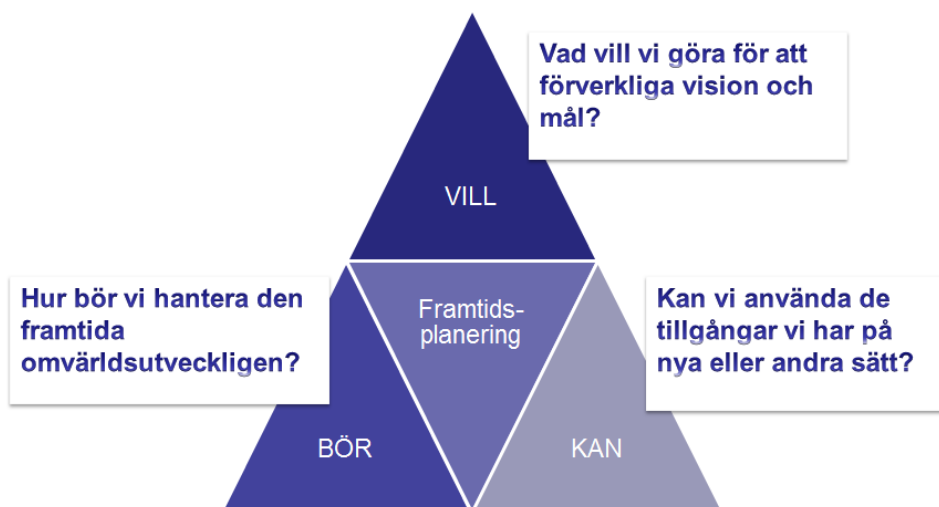 Vad vill vi göra för att
förverkliga vision och
mål?
VILL
Hur bör vi hantera den
framtida
omvärldsutveckligen?
Framtids-
planering
Kan vi använda de
tillgångar vi har på
nya eller andra sätt?
BÖR
KAN